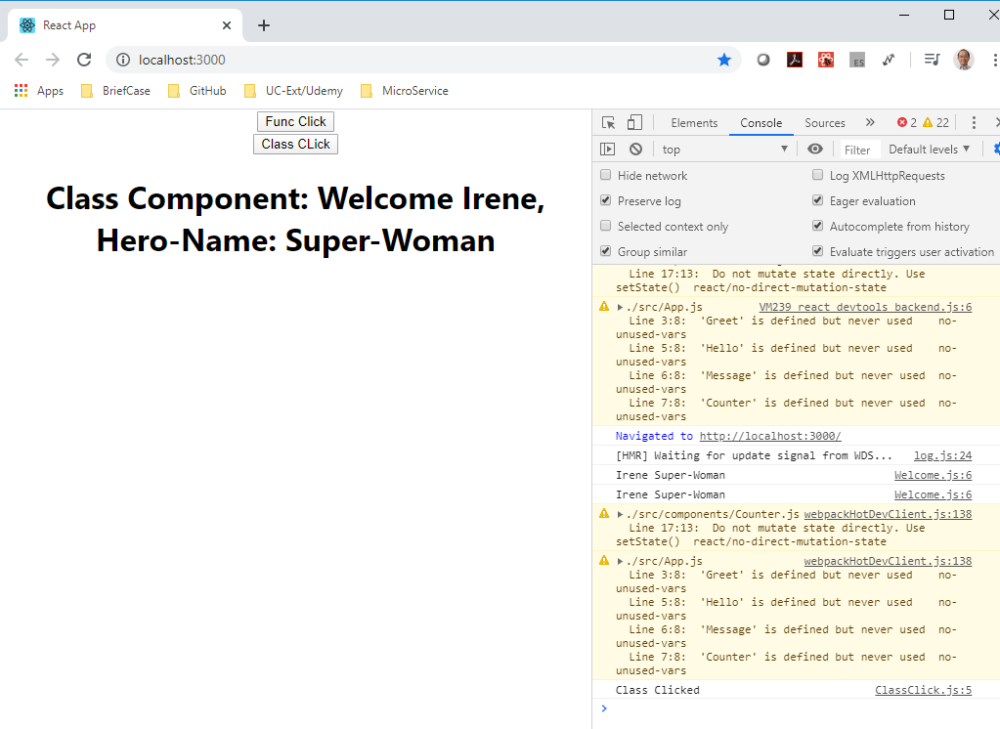 React App
localhost:3000
ES
Apps BriefCase GitHub UC-Ext/Udemy MicroService
Func Click
Class CLick
Class Component: Welcome Irene,
Hero-Name: Super-Woman
Elements Console Sources » 2 22
top Filter Default levels
Hide network Log XMLHttpRequests
Preserve log Eager evaluation
Selected context only Autocomplete from history
Group similar Evaluate triggers user activation
Line 17:13: Do not mutate state directly. Use
setState() react/no-direct-mutation-state
./src/App.js VM239 react devtools backend.js:6
Line 3:8: 'Greet' is defined but never used no-
unused-vars
Line 5:8: 'Hello' is defined but never used no-
unused-vars
Line 6:8: 'Message' is defined but never used no-
unused-vars
Line 7:8: 'Counter' is defined but never used no-
unused-vars
Navigated to http://localhost:3000/
[HMR] Waiting for update signal from WDS... log.js:24
Irene Super-Woman Welcome.js:6
Irene Super-Woman Welcome.js:6
./src/components/Counter.js webpackHotDevClient.js:138
Line 17:13: Do not mutate state directly. Use
setState() react/no-direct-mutation-state
./src/App.js webpackHotDevClient.js:138
Line 3:8: 'Greet' is defined but never used no-
unused-vars
Line 5:8: 'Hello' is defined but never used no-
unused-vars
Line 6:8: 'Message' is defined but never used no-
unused-vars
Line 7:8: 'Counter' is defined but never used no-
unused-vars
Class Clicked ClassClick.js:5